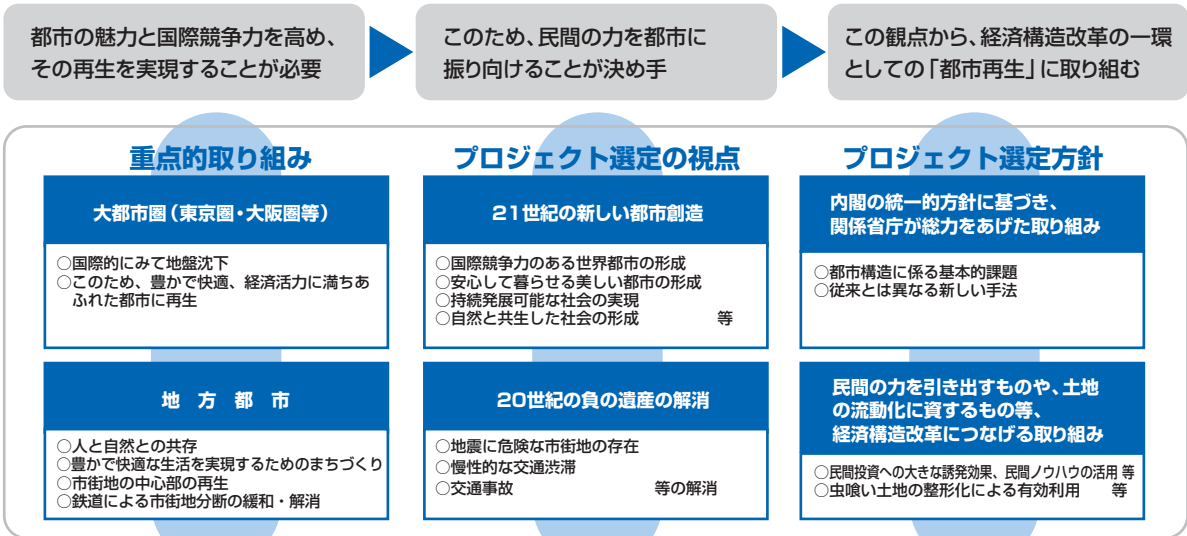 都市の魅力と国際競争力を高め、
その再生を実現することが必要
このため、民間の力を都市に
振り向けることが決め手
この観点から、経済構造改革の一環
としての「都市再生」に取り組む
重点的取り組み
大都市圏（東京圏・大阪圏等）
○国際的にみて地盤沈下
○このため、豊かで快適、経済活力に満ちあ
ふれた都市に再生
地方都市
○人と自然との共存
○豊かで快適な生活を実現するためのまちづくり
○市街地の中心部の再生
○鉄道による市街地分断の緩和・解消
プロジェクト選定の視点
21世紀の新しい都市創造
○国際競争力のある世界都市の形成
○安心して暮らせる美しい都市の形成
○持続発展可能な社会の実現
○自然と共生した社会の形成 等
20世紀の負の遺産の解消
○地震に危険な市街地の存在
○慢性的な交通渋滞
○交通事故 等の解消
プロジェクト選定方針
内閣の統一的方針に基づき、
関係省庁が総力をあげた取り組み
○都市構造に係る基本的課題
○従来とは異なる新しい手法
民間の力を引き出すものや、土地
の流動化に資するもの等、
経済構造改革につなげる取り組み
○民間投資への大きな誘発効果、民間ノウハウの活用 等
○虫喰い土地の整形化による有効利用 等